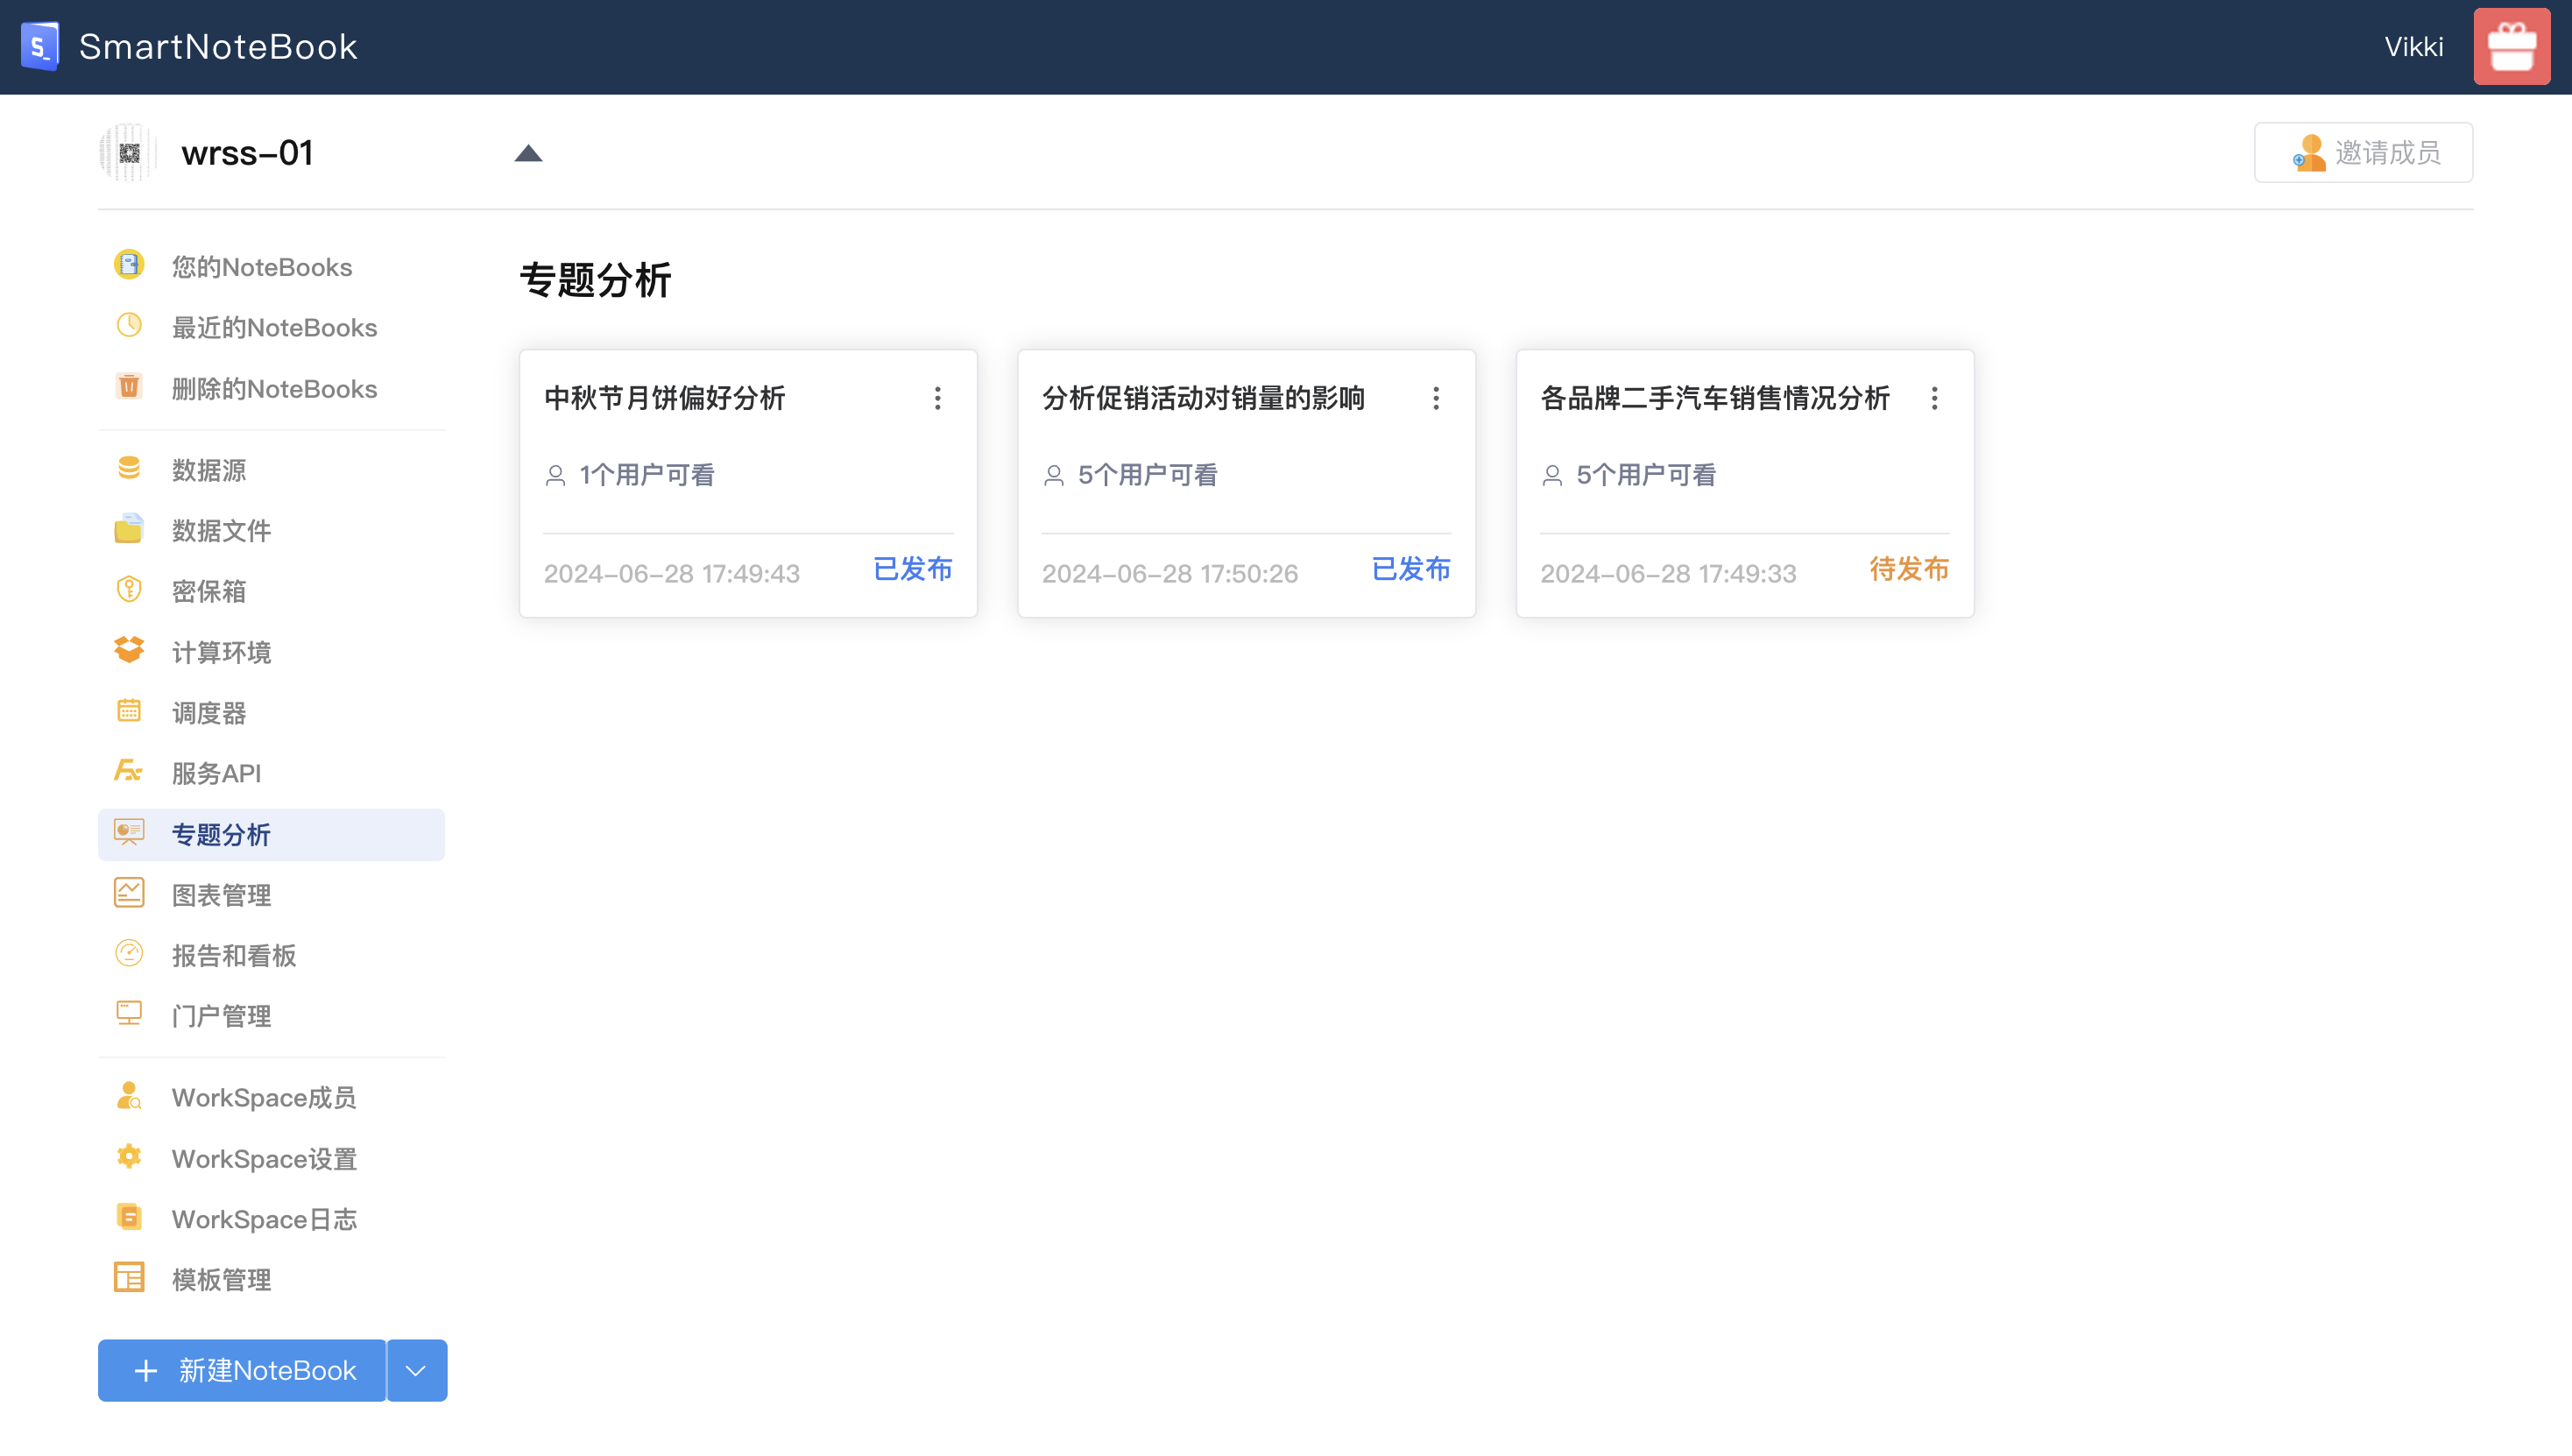 SmartNoteBook
Vikki
wrss-01
邀请成员
您的NoteBooks
最近的NoteBooks
删除的NoteBooks
数据源
数据文件
密保箱
计算环境
调度器
服务API
专题分析
图表管理
报告和看板
门户管理
WorkSpace成员
WorkSpace设置
WorkSpace日志
模板管理
新建NoteBook
专题分析
中秋节月饼偏好分析
1个用户可看
2024-06-28 17:49:43 已发布
分析促销活动对销量的影响
5个用户可看
2024-06-28 17:50:26 已发布
各品牌二手汽车销售情况分析
5个用户可看
2024-06-28 17:49:33 待发布